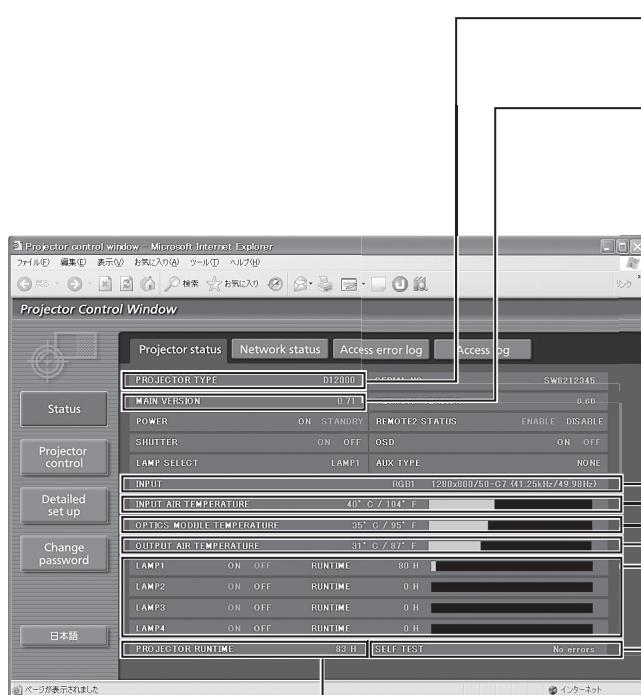 Projector control window - Microsoft Internet Explorer
ファイル(F) 編集(E) 表示(V) お気に入り(A) ツール(T) ヘルプ(H)
戻る 検索 お気に入り リンク
Projector Control Window
Projector status Network status Access error log Access log
PROJECTOR TYPE D12000 SERIAL NO SW8212345
MAIN VERSION 0.71 0.60
POWER ON STANDBY REMOTE2 STATUS ENABLE DISABLE
SHUTTER ON OFF OSD ON OFF
LAMP SELECT LAMP1 AUX TYPE NONE
INPUT RGB1 1280x800/50-C7 (41.25kHz/49.98Hz)
INPUT AIR TEMPERATURE 40° C / 104° F
OPTICS MODULE TEMPERATURE 35° C / 95° F
OUTPUT AIR TEMPERATURE 31° C / 87° F
LAMP1 ON OFF RUNTIME 80 H
LAMP2 ON OFF RUNTIME 0 H
LAMP3 ON OFF RUNTIME 0 H
LAMP4 ON OFF RUNTIME 0 H
PROJECTOR RUNTIME 83 H SELF TEST No errors
Status
Projector
control
Detailed
set up
Change
password
日本語
ページが表示されました インターネット